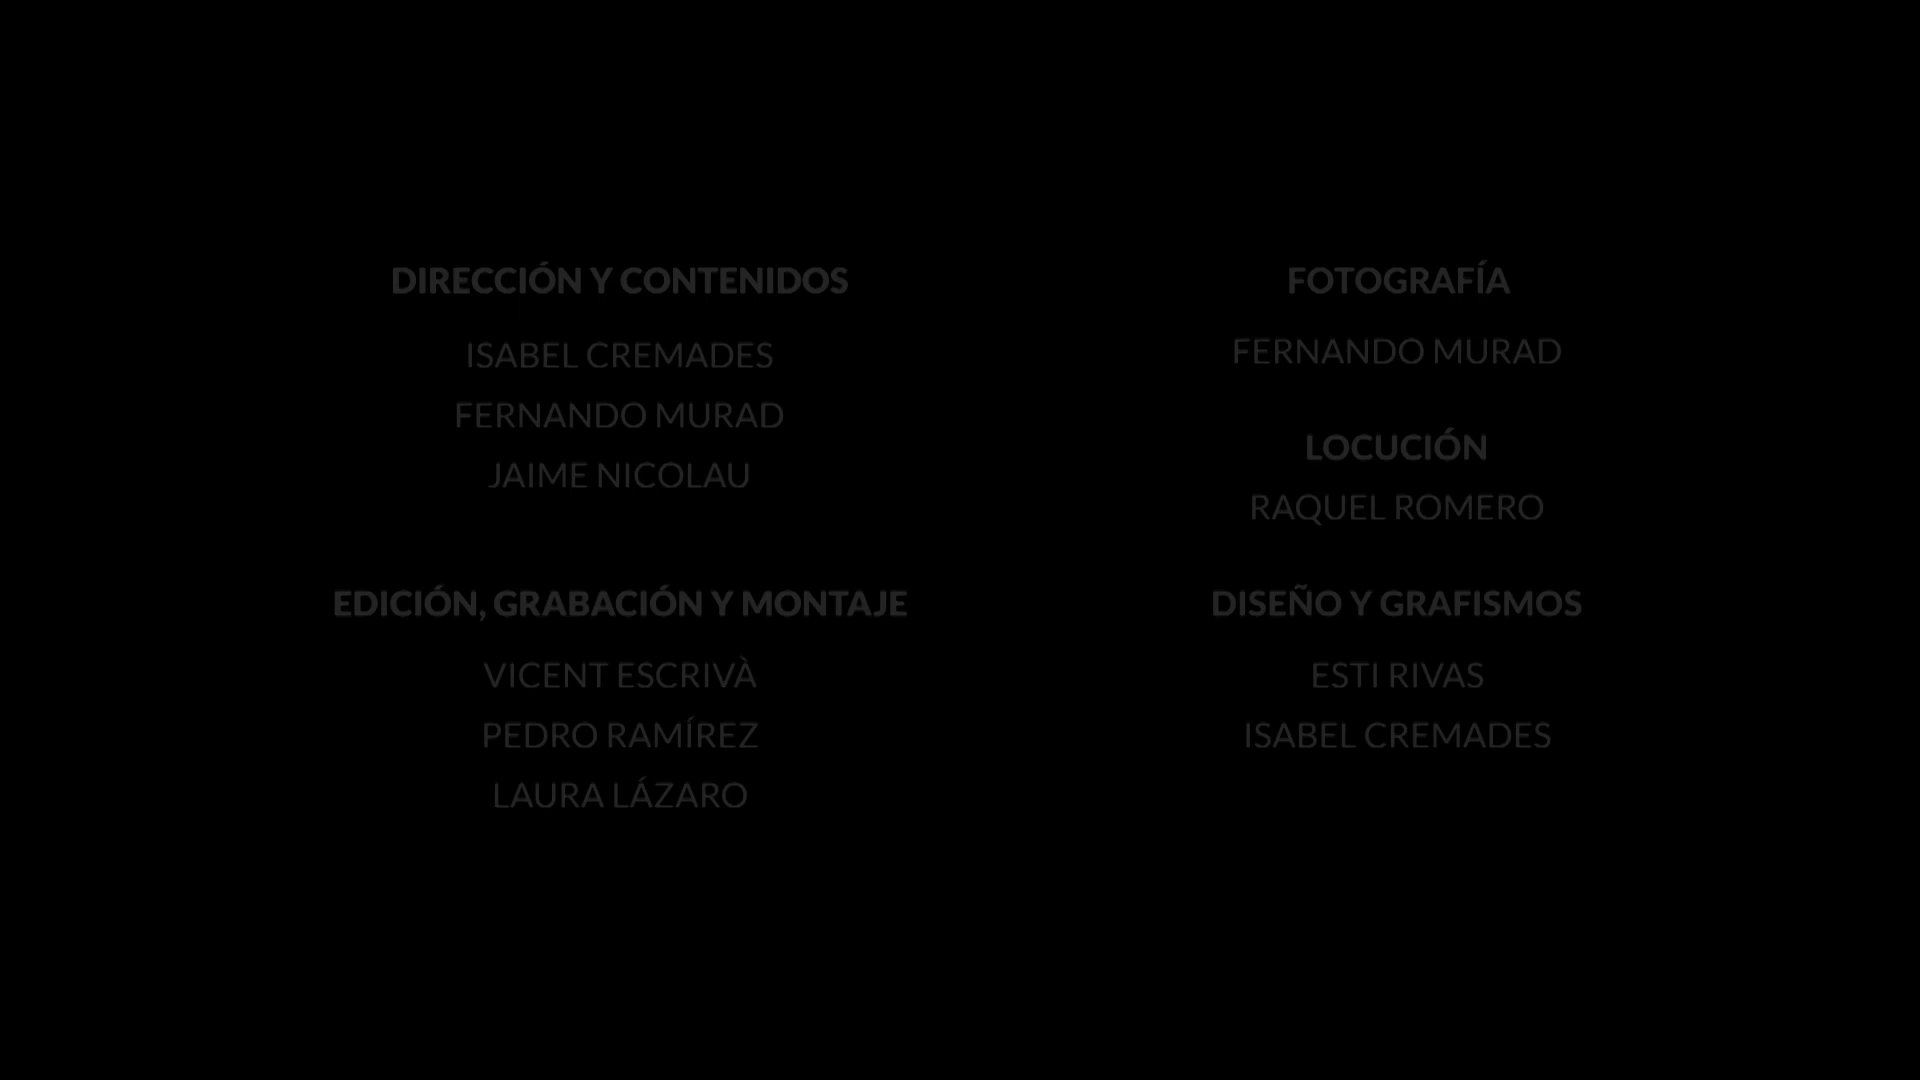 DIRECCIÓN Y CONTENIDOS
ISABEL CREMADES
FERNANDO MURAD
JAIME NICOLAU
EDICIÓN, GRABACIÓN Y MONTAJE
VICENT ESCRIVÀ
PEDRO RAMÍREZ
LAURA LÁZARO
FOTOGRAFÍA
FERNANDO MURAD
LOCUCIÓN
RAQUEL ROMERO
DISEÑO Y GRAFISMOS
ESTI RIVAS
ISABEL CREMADES